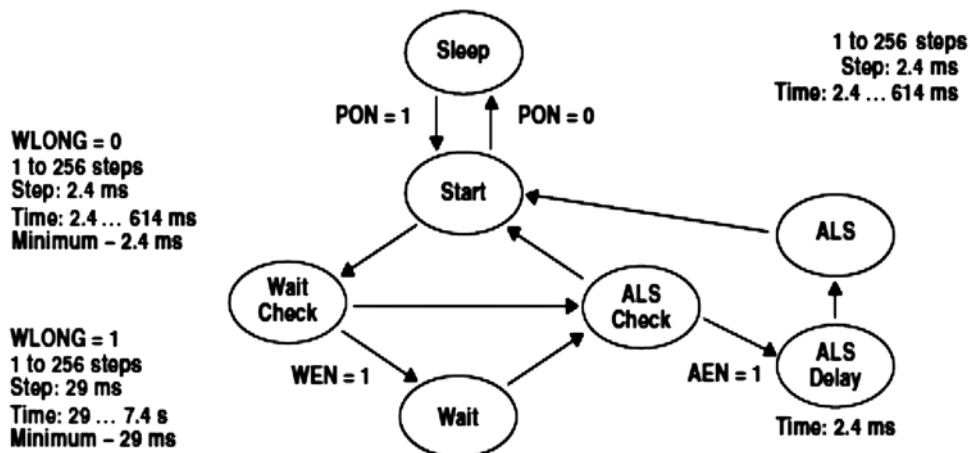 Sleep
1 to 256 steps
Step: 2.4 ms
Time: 2.4 ... 614 ms
PON = 1
PON = 0
WLONG = 0
1 to 256 steps
Step: 2.4 ms
Time: 2.4 ... 614 ms
Minimum – 2.4 ms
Start
ALS
Wait
Check
ALS
Check
WLONG = 1
1 to 256 steps
Step: 29 ms
Time: 29 ... 7.4 s
Minimum – 29 ms
WEN = 1
AEN = 1
ALS
Delay
Wait
Time: 2.4 ms